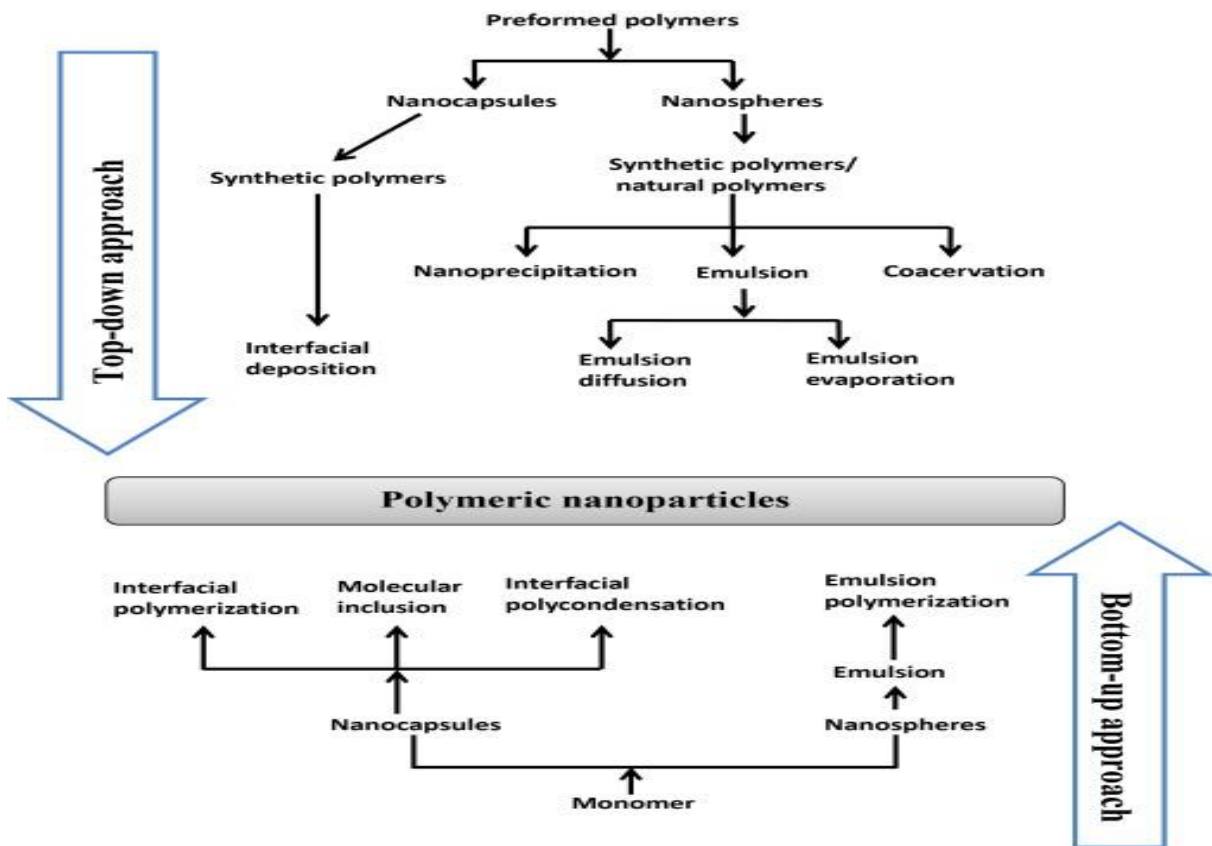 Preformed polymers
Nanocapsules
Nanospheres
Synthetic polymers
Synthetic polymers/
natural polymers
Nanoprecipitation
Emulsion
Coacervation
Interfacial
deposition
Emulsion
diffusion
Emulsion
evaporation
Top-down approach
Polymeric nanoparticles
Interfacial
polymerization
Molecular
inclusion
Interfacial
polycondensation
Emulsion
polymerization
Emulsion
Nanocapsules
Nanospheres
Monomer
Bottom-up approach